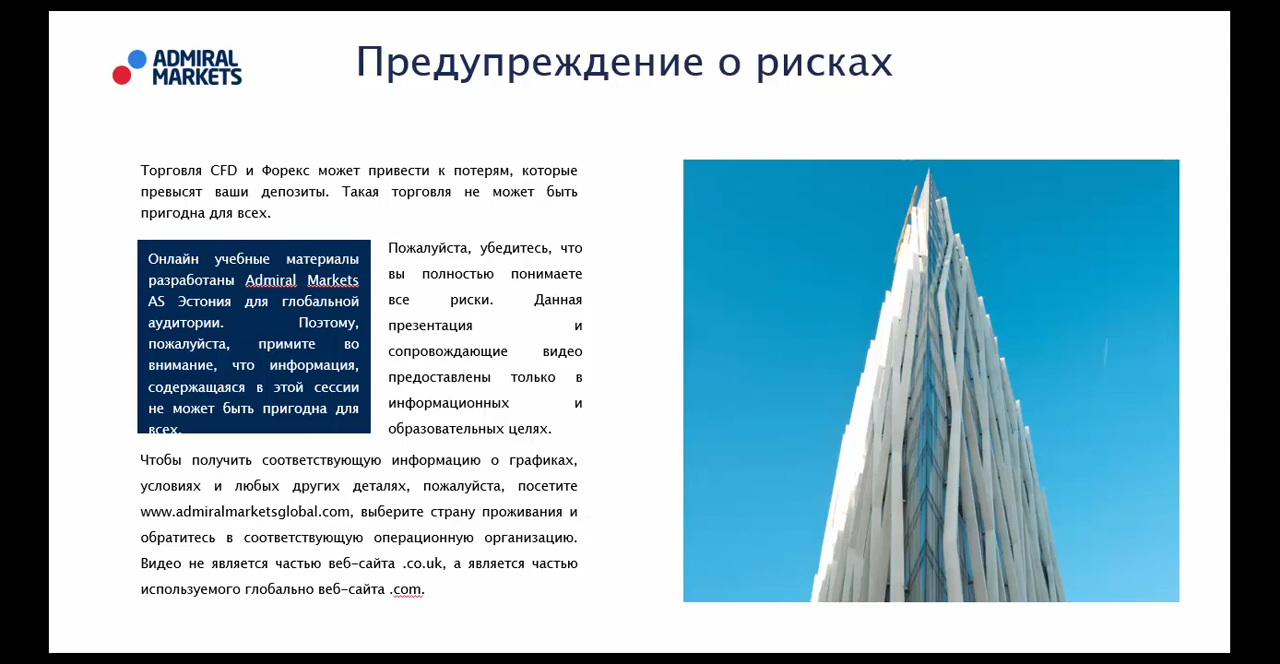 ADMIRAL
MARKETS
Предупреждение о рисках
Торговля CFD и Форекс может привести к потерям, которые
превысят ваши депозиты. Такая торговля не может быть
пригодна для всех.
Онлайн учебные материалы
разработаны Admiral Markets
AS Эстония для глобальной
аудитории. Поэтому,
пожалуйста, примите во
внимание, что информация,
содержащаяся в этой сессии
не может быть пригодна для
всех.
Пожалуйста, убедитесь, что
вы полностью понимаете
все риски. Данная
презентация и
сопровождающие видео
предоставлены только в
информационных и
образовательных целях.
Чтобы получить соответствующую информацию о графиках,
условиях и любых других деталях, пожалуйста, посетите
www.admiralmarketsglobal.com, выберите страну проживания и
обратитесь в соответствующую операционную организацию.
Видео не является частью веб-сайта .co.uk, а является частью
используемого глобально веб-сайта .com.